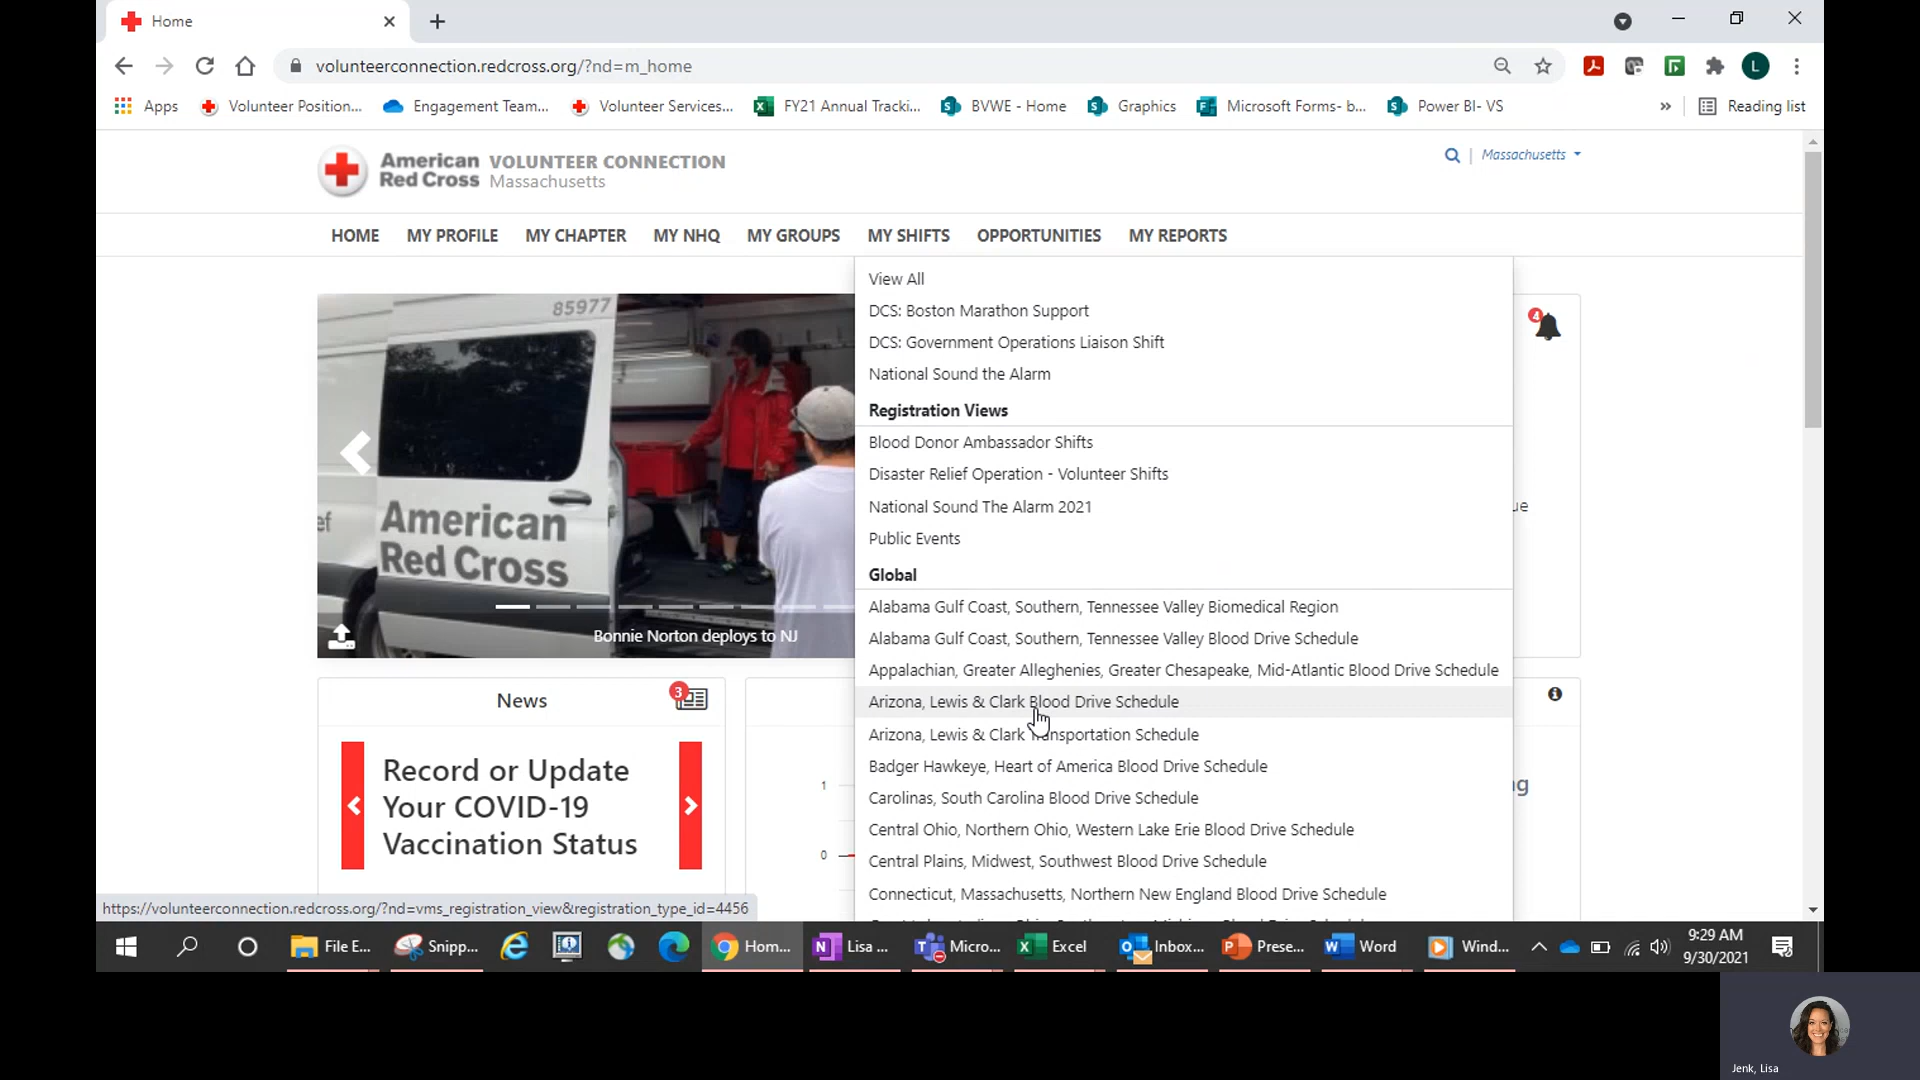 Home
volunteerconnection.redcross.org/?nd=m_home
L
Apps
Volunteer Position...
Engagement Team...
Volunteer Services...
FY21 Annual Tracki...
BVWE - Home
Graphics
Microsoft Forms- b...
Power BI- VS
»
Reading list
American Red Cross
VOLUNTEER CONNECTION
Massachusetts
Massachusetts
HOME
MY PROFILE
MY CHAPTER
MY NHQ
MY GROUPS
MY SHIFTS
OPPORTUNITIES
MY REPORTS
View All
DCS: Boston Marathon Support
DCS: Government Operations Liaison Shift
National Sound the Alarm
Registration Views
Blood Donor Ambassador Shifts
Disaster Relief Operation - Volunteer Shifts
National Sound The Alarm 2021
Public Events
Global
Alabama Gulf Coast, Southern, Tennessee Valley Biomedical Region
Alabama Gulf Coast, Southern, Tennessee Valley Blood Drive Schedule
Appalachian, Greater Alleghenies, Greater Chesapeake, Mid-Atlantic Blood Drive Schedule
Arizona, Lewis & Clark Blood Drive Schedule
Arizona, Lewis & Clark Transportation Schedule
Badger Hawkeye, Heart of America Blood Drive Schedule
Carolinas, South Carolina Blood Drive Schedule
Central Ohio, Northern Ohio, Western Lake Erie Blood Drive Schedule
Central Plains, Midwest, Southwest Blood Drive Schedule
Connecticut, Massachusetts, Northern New England Blood Drive Schedule
85977
American
Red Cross
ef
Bonnie Norton deploys to NJ
4
ue
News
3
Record or Update
Your COVID-19
Vaccination Status
1
0
ng
https://volunteerconnection.redcross.org/?nd=vms_registration_view&registration_type_id=4456
File E...
Snipp...
Hom...
Lisa ...
Micro...
Excel
Inbox...
Prese...
Word
Wind...
9:29 AM
9/30/2021
Jenk, Lisa